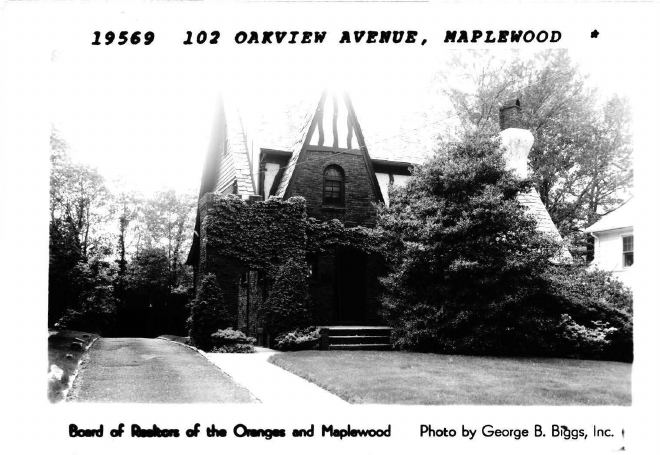 19569 102 OAKVIEW AVENUE, MAPLEWOOD *
Board of Realtors of the Oranges and Maplewood Photo by George B. Biggs, Inc.